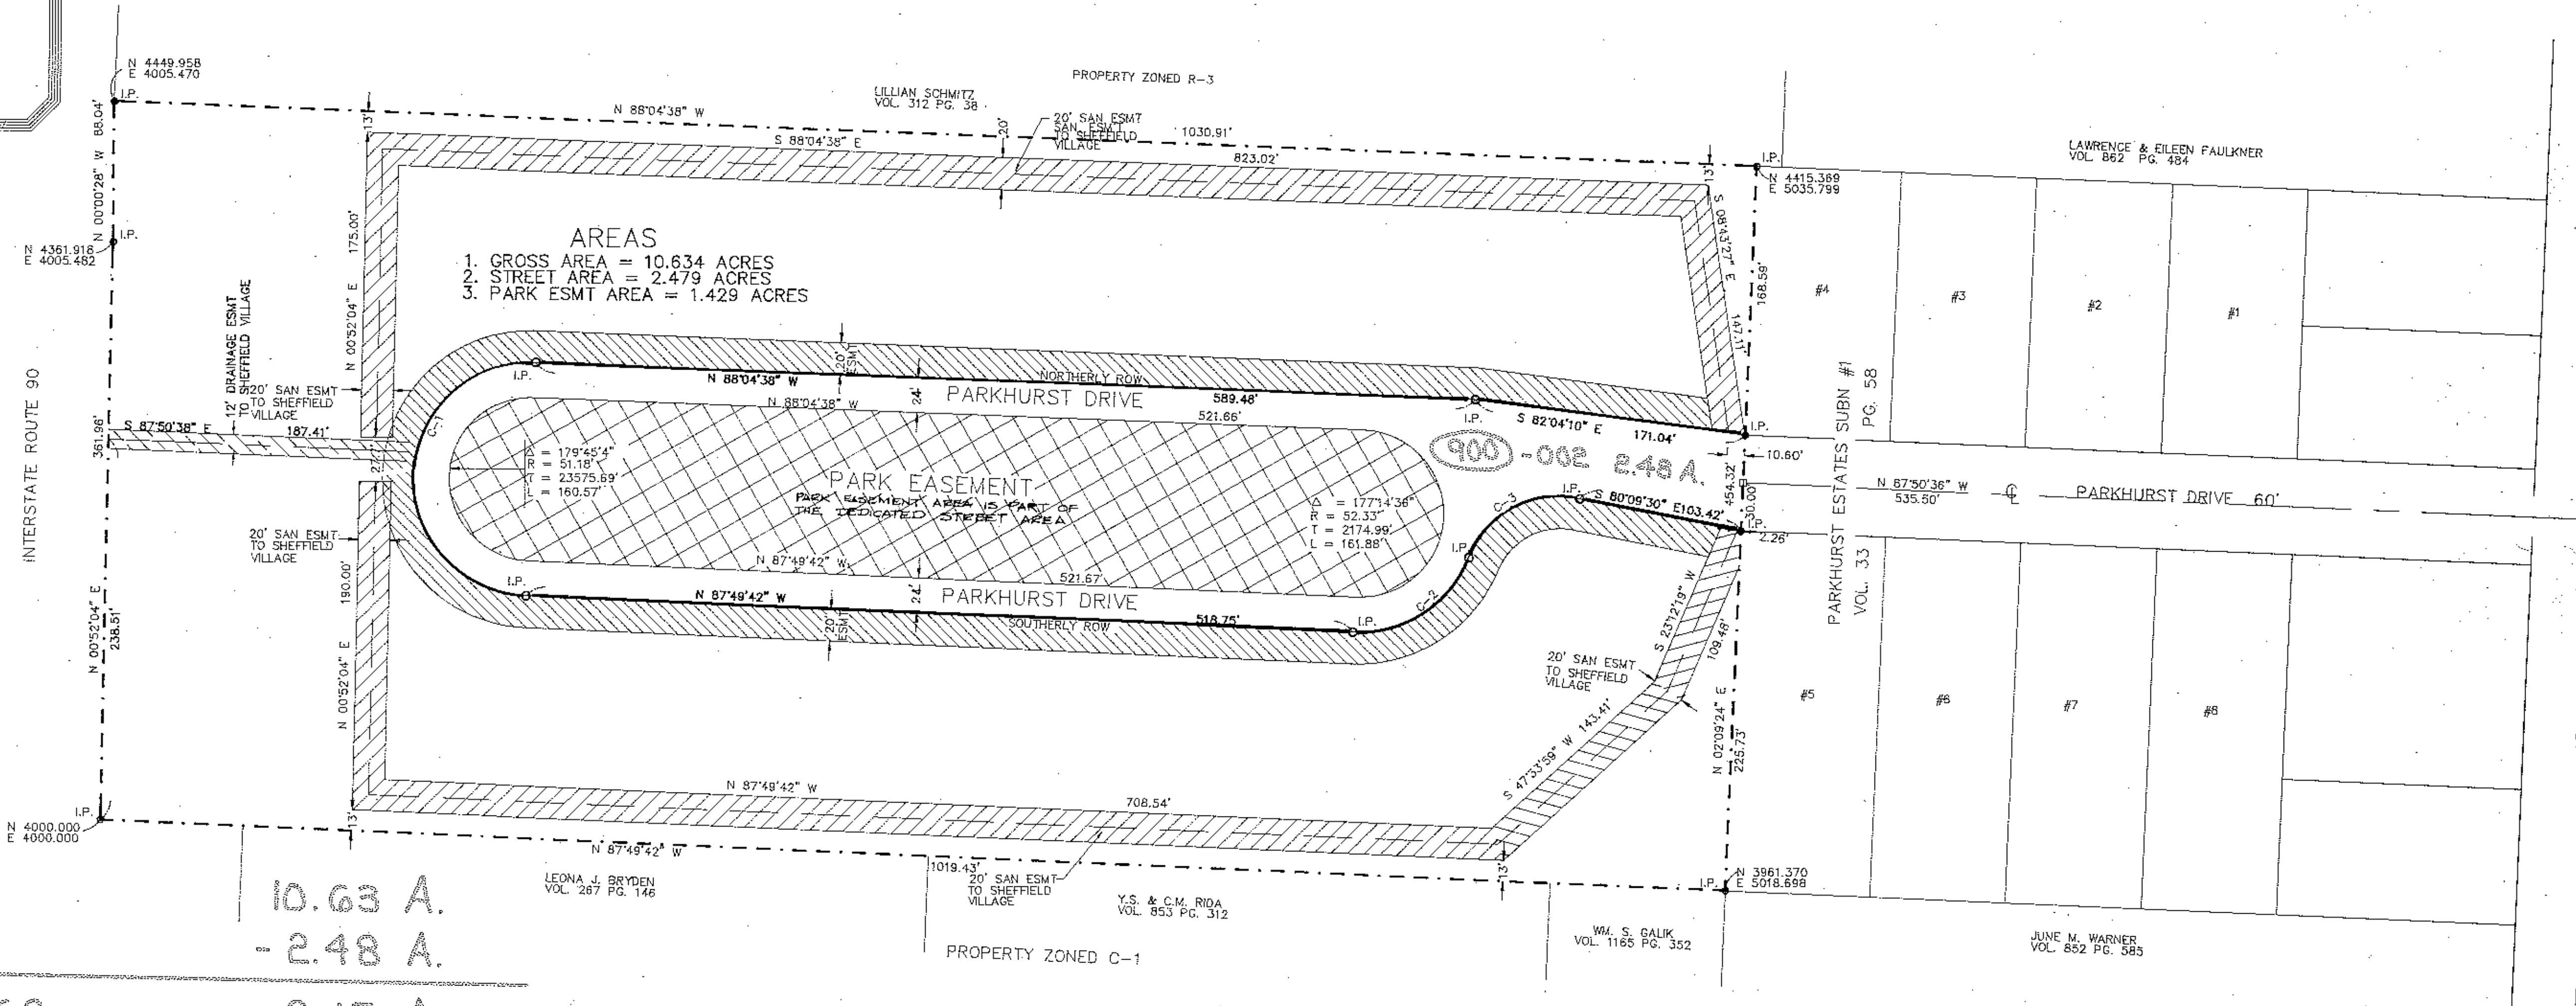 N 4449.958
E 4005.470
I.P.
N 00°00'28" W 88.04'
13'
N 88°04'38" W
LILLIAN SCHMITZ
VOL. 312 PG. 38
PROPERTY ZONED R-3
20'
20' SAN ESMT
SAN ESMT
TO SHEFFIELD
VILLAGE
1030.91'
S 88°04'38" E
823.02'
13'
I.P.
N 4415.369
E 5035.799
LAWRENCE & EILEEN FAULKNER
VOL. 862 PG. 484
N 4361.918
E 4005.482
I.P.
175.00'
N 00°52'04" E
AREAS
1. GROSS AREA = 10.634 ACRES
2. STREET AREA = 2.479 ACRES
3. PARK ESMT AREA = 1.429 ACRES
S 08°43'27" E
147.11'
168.59'
#4
#3
#2
#1
12' DRAINAGE ESMT
TO SHEFFIELD VILLAGE
20' SAN ESMT
TO SHEFFIELD
VILLAGE
INTERSTATE ROUTE 90
361.96'
S 87°50'38" E
187.41'
C-1
I.P.
20'
ESMT
N 88°04'38" W
NORTHERLY ROW
24'
PARKHURST DRIVE
589.48'
N 88°04'38" W
521.66'
I.P.
S 82°04'10" E
171.04'
I.P.
900 -002 2.48 A.
10.60'
PARKHURST ESTATES SUBN #1
VOL. 33
PG. 58
Δ = 179°45'4"
R = 51.18'
T = 23575.69'
L = 160.57'
PARK EASEMENT
PARK EASEMENT AREA IS PART OF
THE DEDICATED STREET AREA
Δ = 177°14'36"
R = 52.33'
T = 2174.99'
L = 161.88'
C-3
I.P.
S 80°09'30" E
103.42'
454.32'
30.00'
N 87°50'36" W
535.50'
℄
PARKHURST DRIVE 60'
I.P.
2.26'
20' SAN ESMT
TO SHEFFIELD
VILLAGE
190.00'
N 00°52'04" E
N 00°52'04" E
238.51'
I.P.
N 87°49'42" W
521.67'
I.P.
N 87°49'42" W
24'
PARKHURST DRIVE
20'
ESMT
SOUTHERLY ROW
518.75'
I.P.
C-2
S 23°12'19" W
109.48'
20' SAN ESMT
TO SHEFFIELD
VILLAGE
N 02°09'24" E
225.73'
#5
#6
#7
#8
S 47°33'59" W 143.41'
N 87°49'42" W
708.54'
I.P.
N 4000.000
E 4000.000
13'
N 87°49'42" W
1019.43'
20' SAN ESMT
TO SHEFFIELD
VILLAGE
13'
I.P.
N 3961.370
E 5018.698
LEONA J. BRYDEN
VOL. 267 PG. 146
Y.S. & C.M. RIDA
VOL. 853 PG. 312
WM. S. GALIK
VOL. 1165 PG. 352
JUNE M. WARNER
VOL. 852 PG. 585
PROPERTY ZONED C-1
10.63 A.
- 2.48 A.